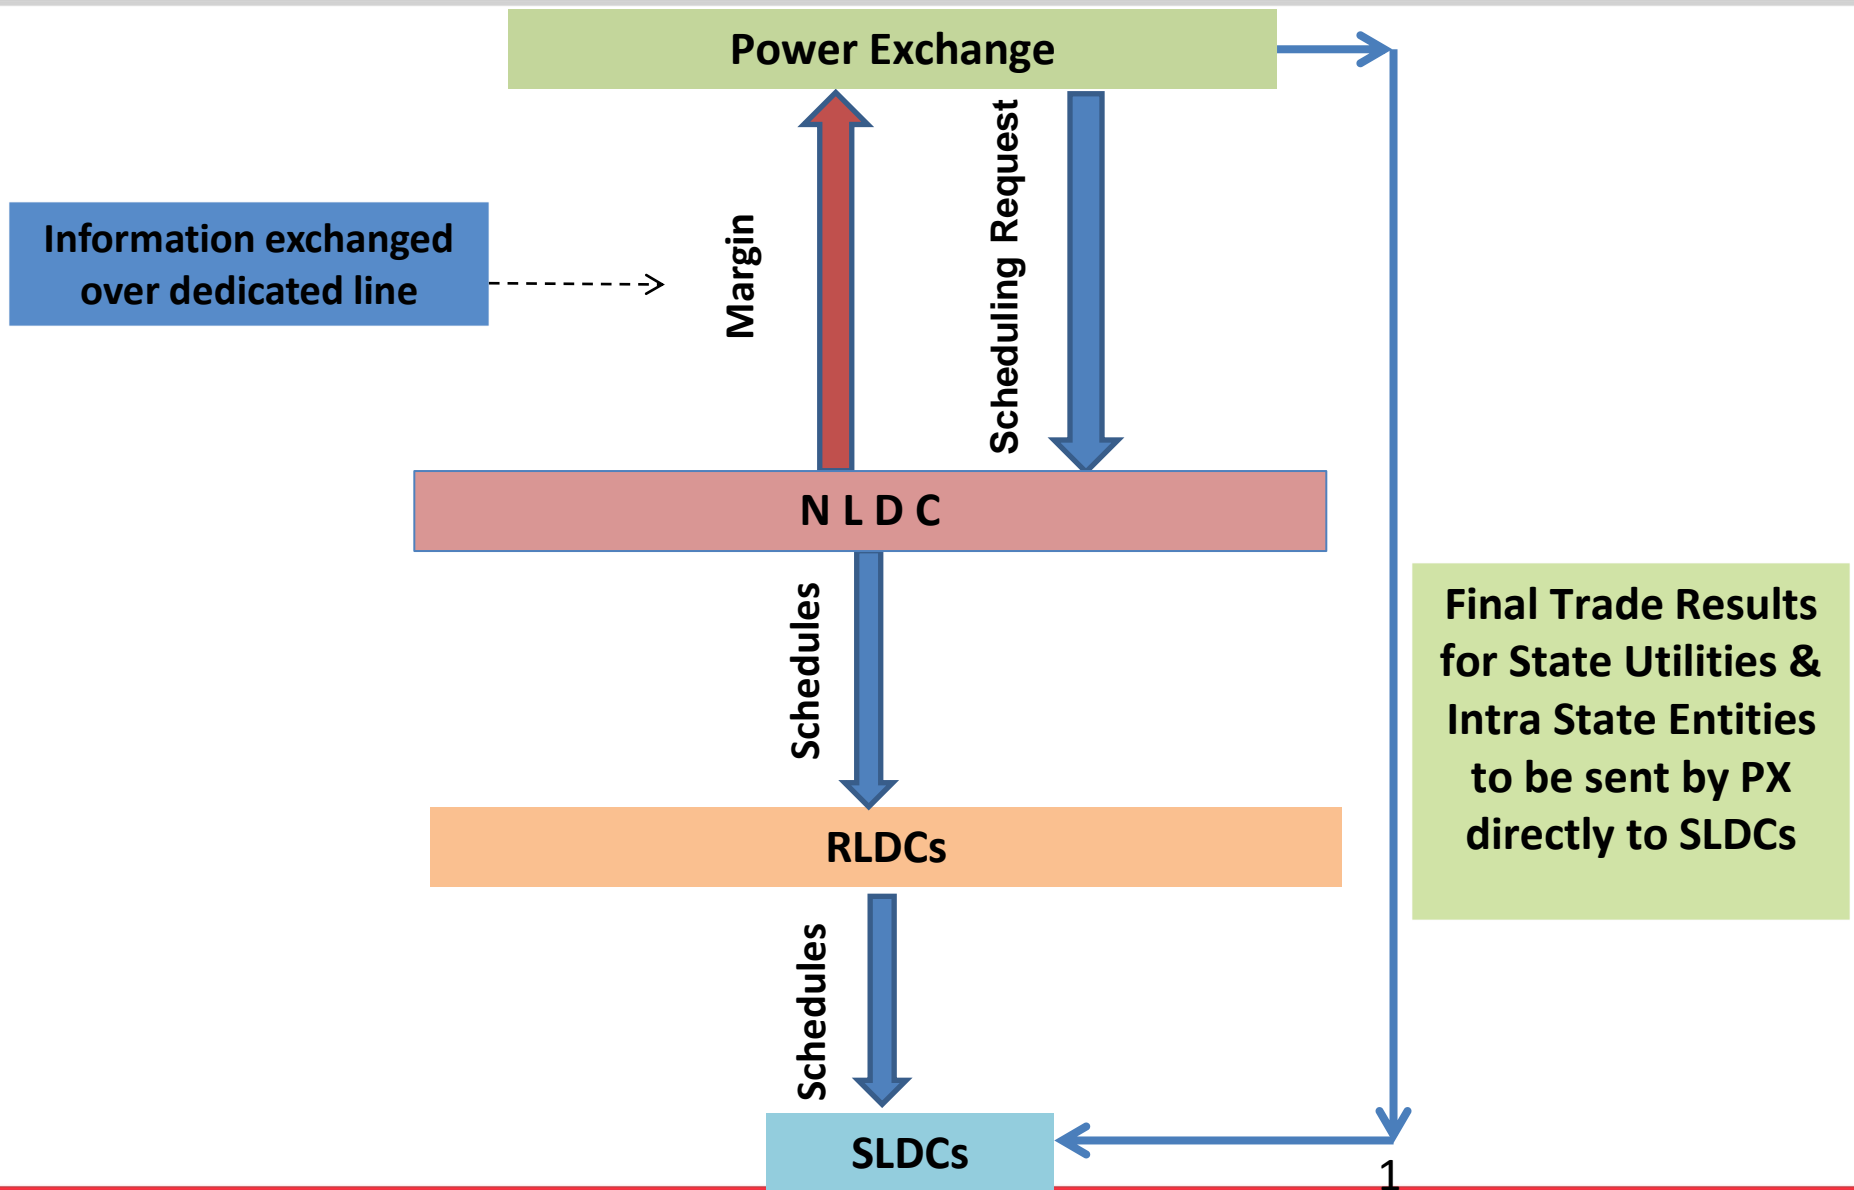 Power Exchange
Information exchanged
over dedicated line
Margin
Scheduling Request
N L D C
Schedules
Final Trade Results
for State Utilities &
Intra State Entities
to be sent by PX
directly to SLDCs
RLDCs
Schedules
SLDCs
1